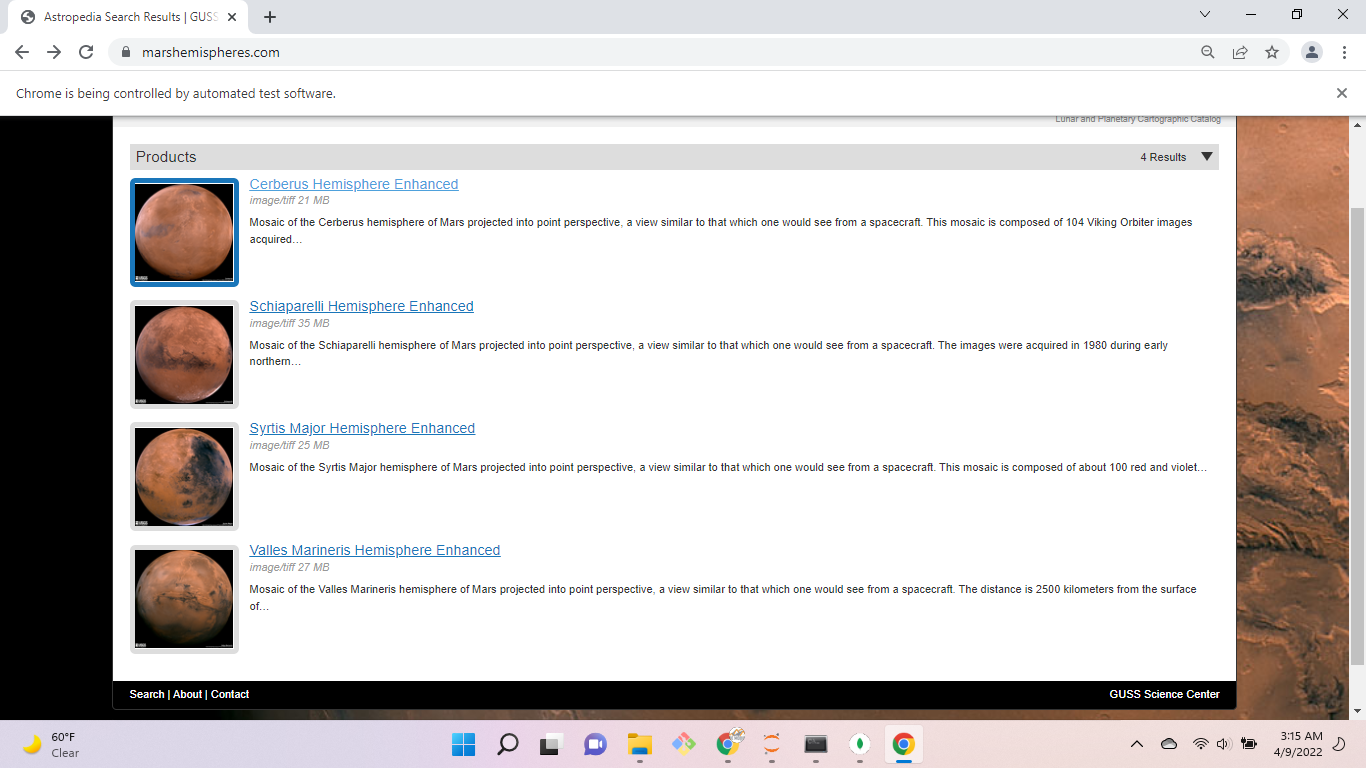 Astropedia Search Results | GUSS
marshemispheres.com
Chrome is being controlled by automated test software.
Lunar and Planetary Cartographic Catalog
Products
4 Results
Cerberus Hemisphere Enhanced
image/tiff 21 MB
Mosaic of the Cerberus hemisphere of Mars projected into point perspective, a view similar to that which one would see from a spacecraft. This mosaic is composed of 104 Viking Orbiter images
acquired…
Schiaparelli Hemisphere Enhanced
image/tiff 35 MB
Mosaic of the Schiaparelli hemisphere of Mars projected into point perspective, a view similar to that which one would see from a spacecraft. The images were acquired in 1980 during early
northern…
Syrtis Major Hemisphere Enhanced
image/tiff 25 MB
Mosaic of the Syrtis Major hemisphere of Mars projected into point perspective, a view similar to that which one would see from a spacecraft. This mosaic is composed of about 100 red and violet…
Valles Marineris Hemisphere Enhanced
image/tiff 27 MB
Mosaic of the Valles Marineris hemisphere of Mars projected into point perspective, a view similar to that which one would see from a spacecraft. The distance is 2500 kilometers from the surface
of…
Search | About | Contact
GUSS Science Center
60°F
Clear
3:15 AM
4/9/2022